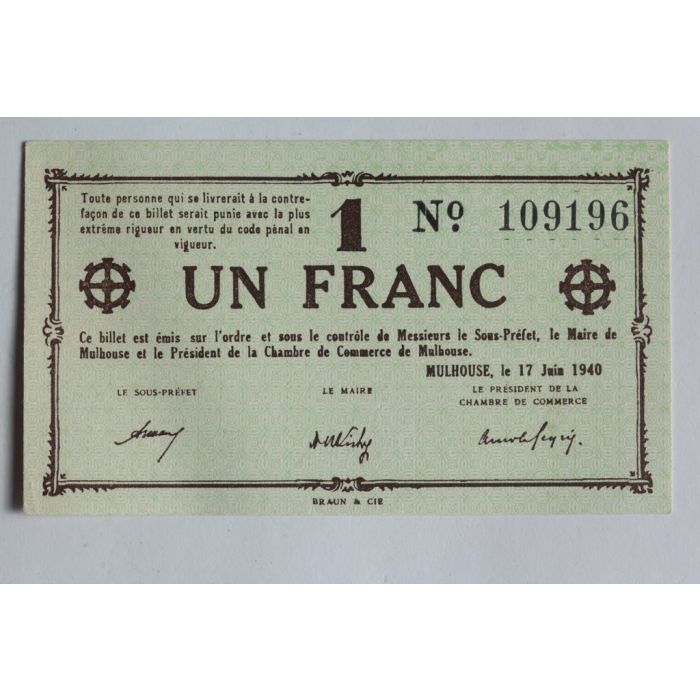 Toute personne qui se livrerait à la contre-
façon de ce billet serait punie avec la plus
extrême rigueur en vertu du code pénal en
vigueur.
1
Nº 109196
UN FRANC
Ce billet est émis sur l'ordre et sous le contrôle de Messieurs le Sous-Préfet, le Maire de
Mulhouse et le Président de la Chambre de Commerce de Mulhouse.
MULHOUSE, le 17 Juin 1940
LE SOUS-PRÉFET
LE MAIRE
LE PRÉSIDENT DE LA
CHAMBRE DE COMMERCE
BRAUN & CIE